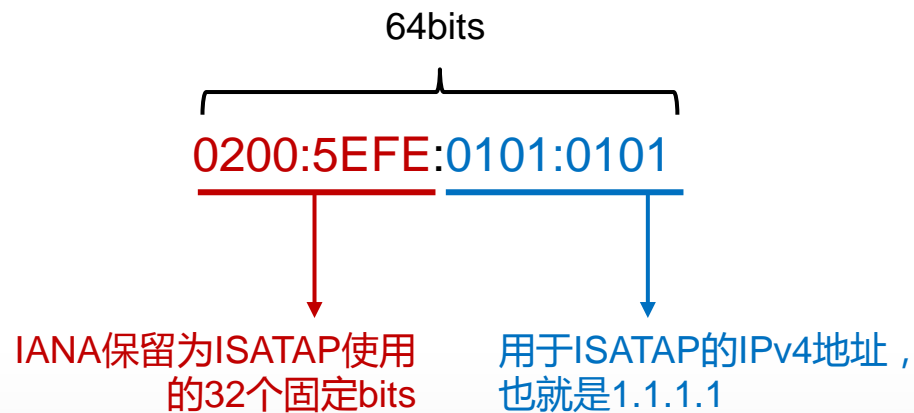 64bits
0200:5EFE:0101:0101
IANA保留为ISATAP使用
的32个固定bits
用于ISATAP的IPv4地址，
也就是1.1.1.1